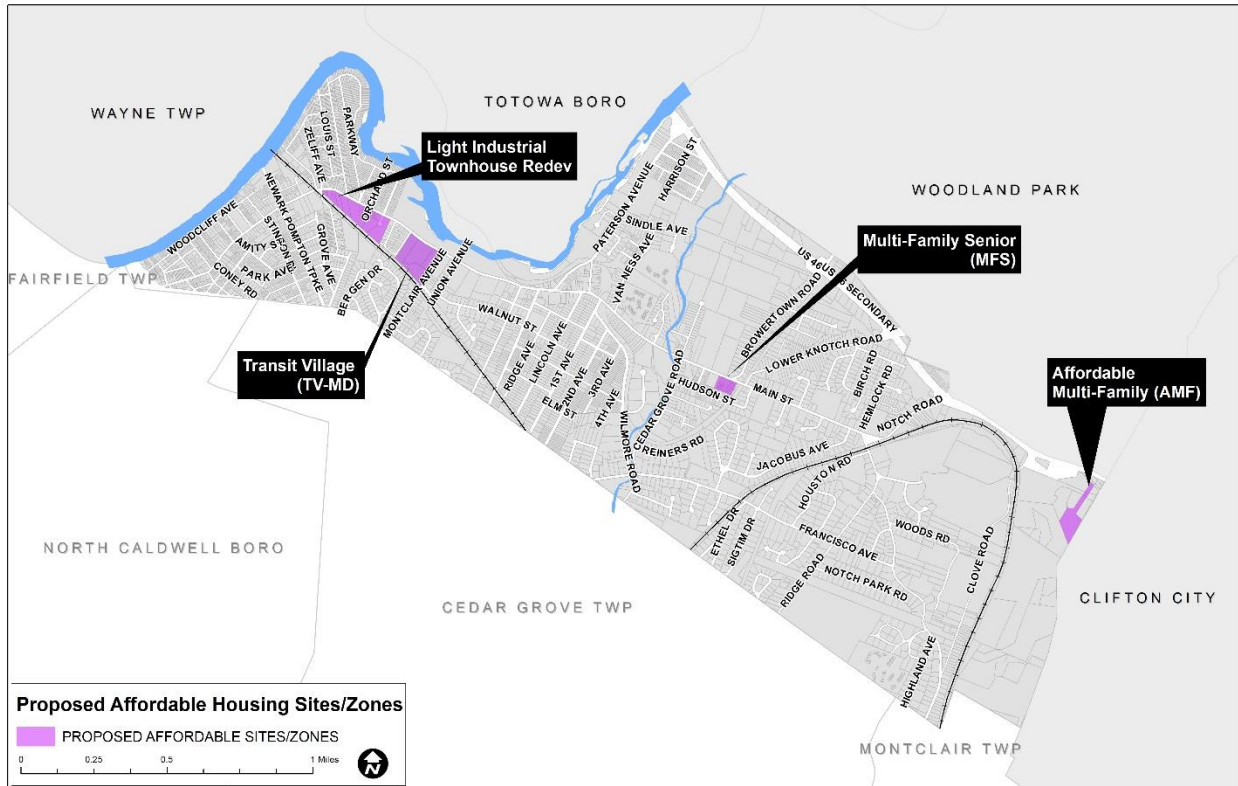 WAYNE TWP
TOTOWA BORO
WOODLAND PARK
FAIRFIELD TWP
NORTH CALDWELL BORO
CEDAR GROVE TWP
MONTCLAIR TWP
CLIFTON CITY
Light Industrial
Townhouse Redev
Multi-Family Senior
(MFS)
Transit Village
(TV-MD)
Affordable
Multi-Family (AMF)
ZELIFF AVE
LOUIS ST
PARKWAY
ORCHARD ST
WOODCLIFF AVE
NEWARK POMPTON TPKE
STINSON PL
AMITY S
PARK AVE
CONEY RD
GROVE AVE
BERGEN DR
MONTCLAIR AVENUE
UNION AVENUE
WALNUT ST
RIDGE AVE
LINCOLN AVE
1ST AVE
2ND AVE
3RD AVE
4TH AVE
ELM ST
WILMORE ROAD
PATERSON AVENUE
HARRISON ST
SINDLE AVE
VAN NESS AVE
CEDAR GROVE ROAD
REINERS RD
HUDSON ST
MAIN ST
BROWERTOWN ROAD
LOWER KNOTCH ROAD
BIRCH RD
HEMLOCK RD
NOTCH ROAD
US 46
SECONDARY
JACOBUS AVE
HOUSTON RD
ETHEL DR
SIGTIM DR
RIDGE ROAD
FRANCISCO AVE
NOTCH PARK RD
WOODS RD
CLOVE ROAD
HIGHLAND AVE
Proposed Affordable Housing Sites/Zones
PROPOSED AFFORDABLE SITES/ZONES
0 0.25 0.5 1 Miles
N